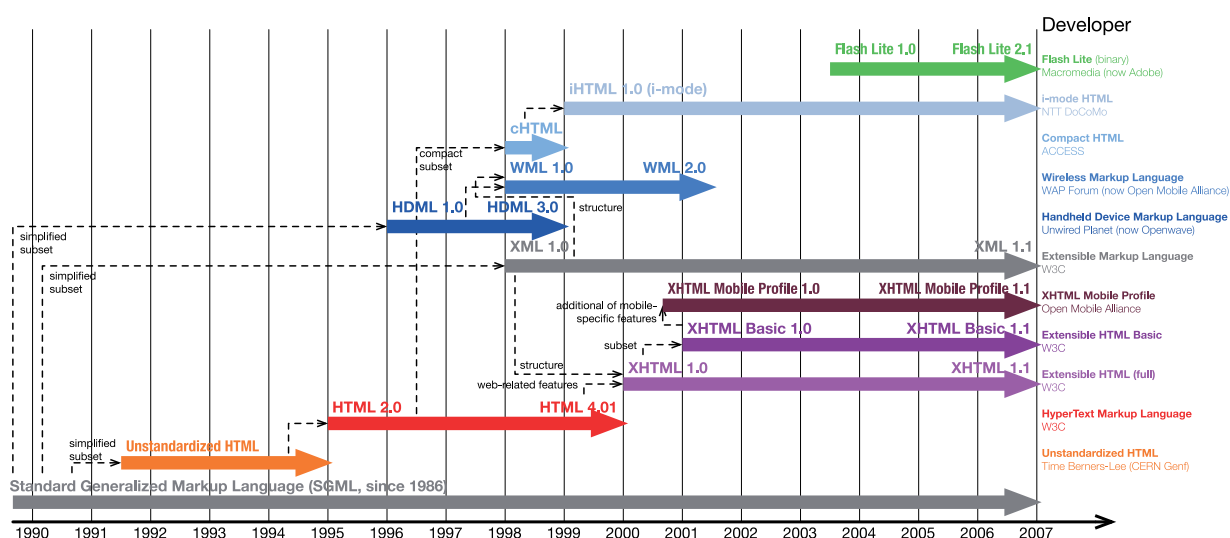 Developer
Flash Lite 1.0 Flash Lite 2.1
Flash Lite (binary)
Macromedia (now Adobe)
iHTML 1.0 (i-mode)
i-mode HTML
NTT DoCoMo
cHTML
compact
subset
Compact HTML
ACCESS
WML 1.0 WML 2.0
Wireless Markup Language
WAP Forum (now Open Mobile Alliance)
HDML 1.0 HDML 3.0
structure
Handheld Device Markup Language
Unwired Planet (now Openwave)
simplified
subset
XML 1.0 XML 1.1
Extensible Markup Language
W3C
simplified
subset
XHTML Mobile Profile 1.0 XHTML Mobile Profile 1.1
additional of mobile-
specific features
XHTML Mobile Profile
Open Mobile Alliance
XHTML Basic 1.0 XHTML Basic 1.1
subset
Extensible HTML Basic
W3C
structure
XHTML 1.0 XHTML 1.1
web-related features
Extensible HTML (full)
W3C
HTML 2.0 HTML 4.01
HyperText Markup Language
W3C
simplified
subset
Unstandardized HTML
Unstandardized HTML
Time Berners-Lee (CERN Genf)
Standard Generalized Markup Language (SGML, since 1986)
1990 1991 1992 1993 1994 1995 1996 1997 1998 1999 2000 2001 2002 2003 2004 2005 2006 2007